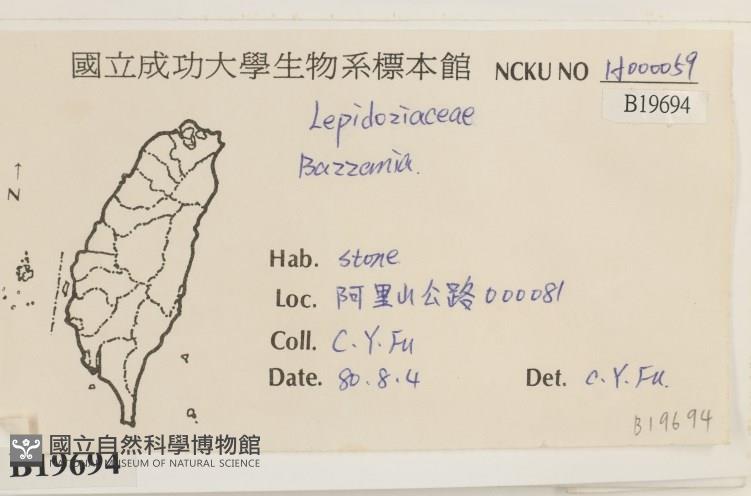 國立成功大學生物系標本館 NCKU NO H000059
B19694
Lepidoziaceae
Bazzania.
↑
N
Hab. stone
Loc. 阿里山公路 000081
Coll. C.Y.Fu
Date. 80.8.4 Det. C.Y.Fu.
B19694
國立自然科學博物館
NATIONAL MUSEUM OF NATURAL SCIENCE
B19694